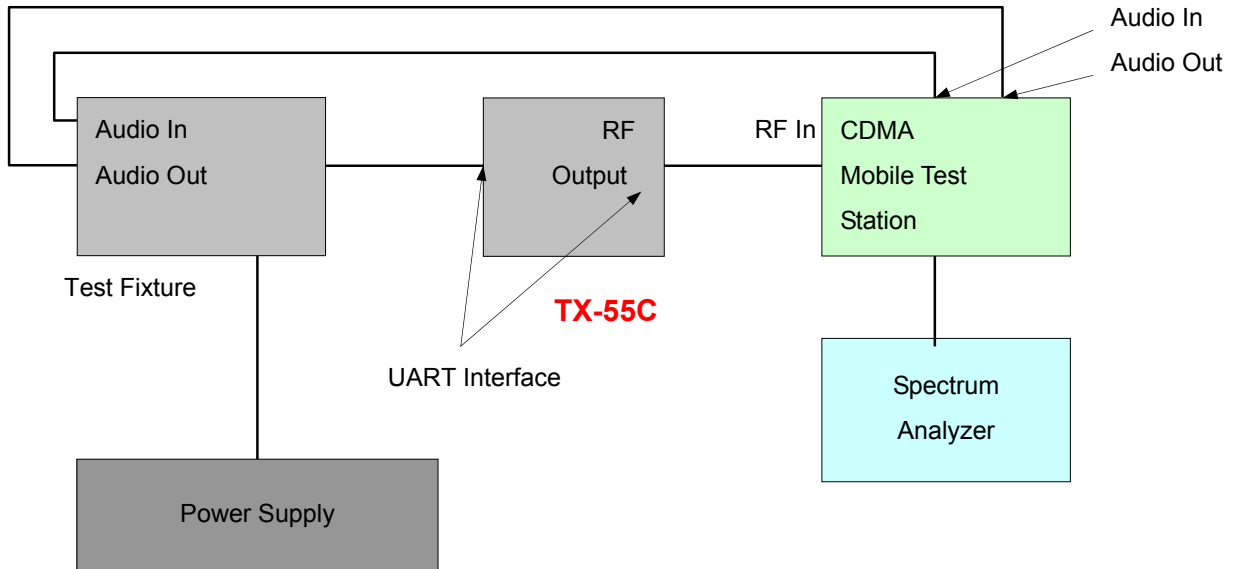 Audio In
Audio Out
Audio In
Audio Out
Test Fixture
RF
Output
TX-55C
UART Interface
RF In
CDMA
Mobile Test
Station
Spectrum
Analyzer
Power Supply